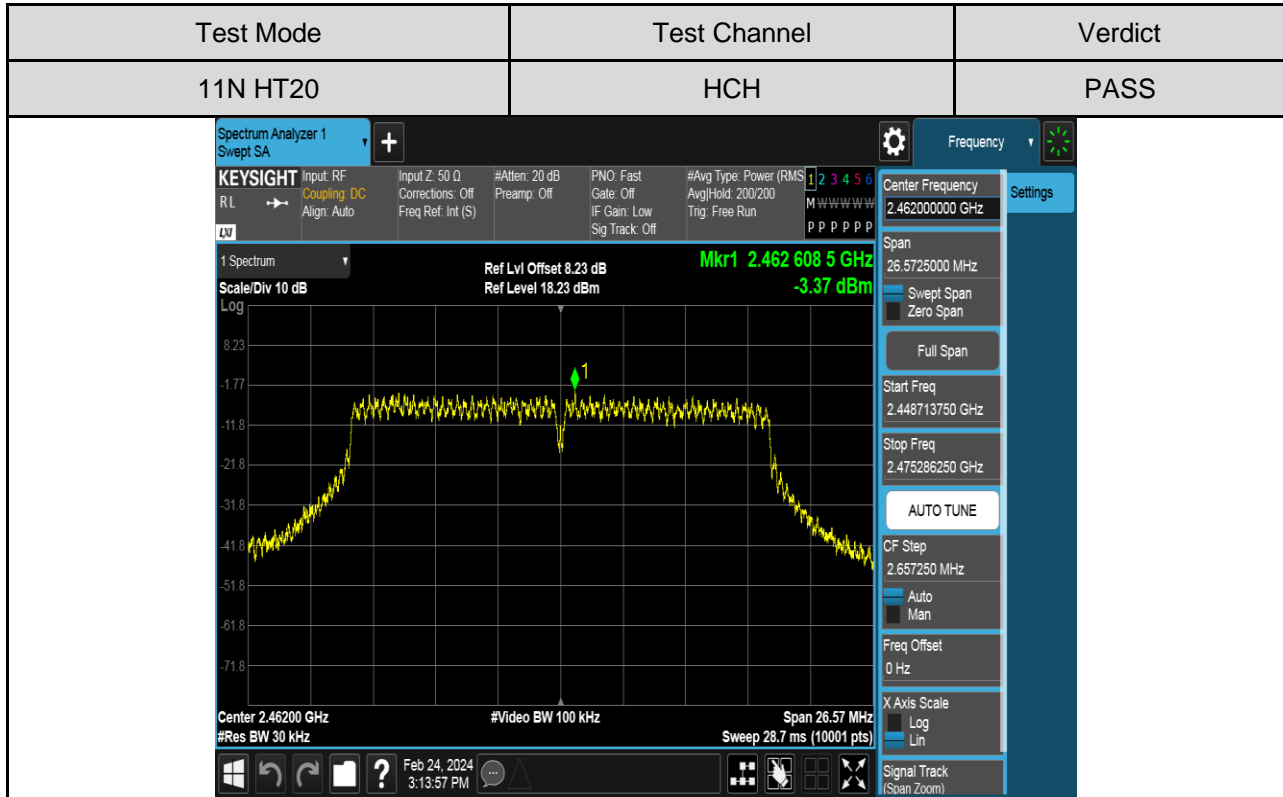 Test Mode Test Channel Verdict
11N HT20 HCH PASS
Spectrum Analyzer 1
Swept SA
+
Frequency
KEYSIGHT Input: RF Input Z: 50 Ω #Atten: 20 dB PNO: Fast #Avg Type: Power (RMS 1 2 3 4 5 6
RL Coupling: DC Corrections: Off Preamp: Off Gate: Off Avg|Hold: 200/200 M W W W W W
Align: Auto Freq Ref: Int (S) IF Gain: Low Trig: Free Run
LXI Sig Track: Off P P P P P P
1 Spectrum
Ref Lvl Offset 8.23 dB Mkr1 2.462 608 5 GHz
Scale/Div 10 dB Ref Level 18.23 dBm -3.37 dBm
Log
8.23
1
-1.77
-11.8
-21.8
-31.8
-41.8
-51.8
-61.8
-71.8
Center 2.46200 GHz #Video BW 100 kHz Span 26.57 MHz
#Res BW 30 kHz Sweep 28.7 ms (10001 pts)
Center Frequency
2.462000000 GHz
Settings
Span
26.5725000 MHz
Swept Span
Zero Span
Full Span
Start Freq
2.448713750 GHz
Stop Freq
2.475286250 GHz
AUTO TUNE
CF Step
2.657250 MHz
Auto
Man
Freq Offset
0 Hz
X Axis Scale
Log
Lin
Signal Track
(Span Zoom)
? Feb 24, 2024
3:13:57 PM